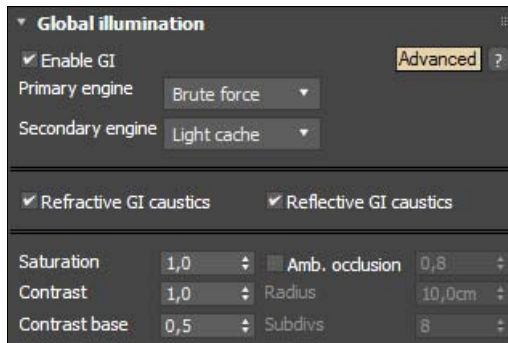 Global illumination
Enable GI Advanced ?
Primary engine Brute force
Secondary engine Light cache
Refractive GI caustics Reflective GI caustics
Saturation 1,0 Amb. occlusion 0,8
Contrast 1,0 Radius 10,0cm
Contrast base 0,5 Subdivs 8